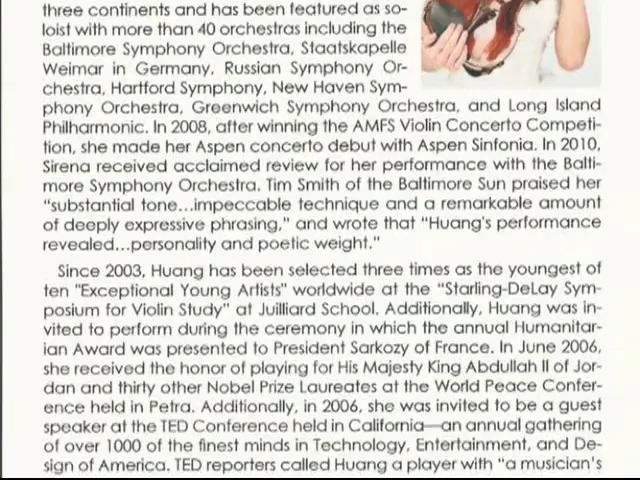 three continents and has been featured as so-
loist with more than 40 orchestras including the
Baltimore Symphony Orchestra, Staatskapelle
Weimar in Germany, Russian Symphony Or-
chestra, Hartford Symphony, New Haven Sym-
phony Orchestra, Greenwich Symphony Orchestra, and Long Island
Philharmonic. In 2008, after winning the AMFS Violin Concerto Competi-
tion, she made her Aspen concerto debut with Aspen Sinfonia. In 2010,
Sirena received acclaimed review for her performance with the Balti-
more Symphony Orchestra. Tim Smith of the Baltimore Sun praised her
"substantial tone...impeccable technique and a remarkable amount
of deeply expressive phrasing," and wrote that "Huang's performance
revealed...personality and poetic weight."
Since 2003, Huang has been selected three times as the youngest of
ten "Exceptional Young Artists" worldwide at the "Starling-DeLay Sym-
posium for Violin Study" at Juilliard School. Additionally, Huang was in-
vited to perform during the ceremony in which the annual Humanitar-
ian Award was presented to President Sarkozy of France. In June 2006,
she received the honor of playing for His Majesty King Abdullah II of Jor-
dan and thirty other Nobel Prize Laureates at the World Peace Confer-
ence held in Petra. Additionally, in 2006, she was invited to be a guest
speaker at the TED Conference held in California—an annual gathering
of over 1000 of the finest minds in Technology, Entertainment, and De-
sign of America. TED reporters called Huang a player with "a musician's